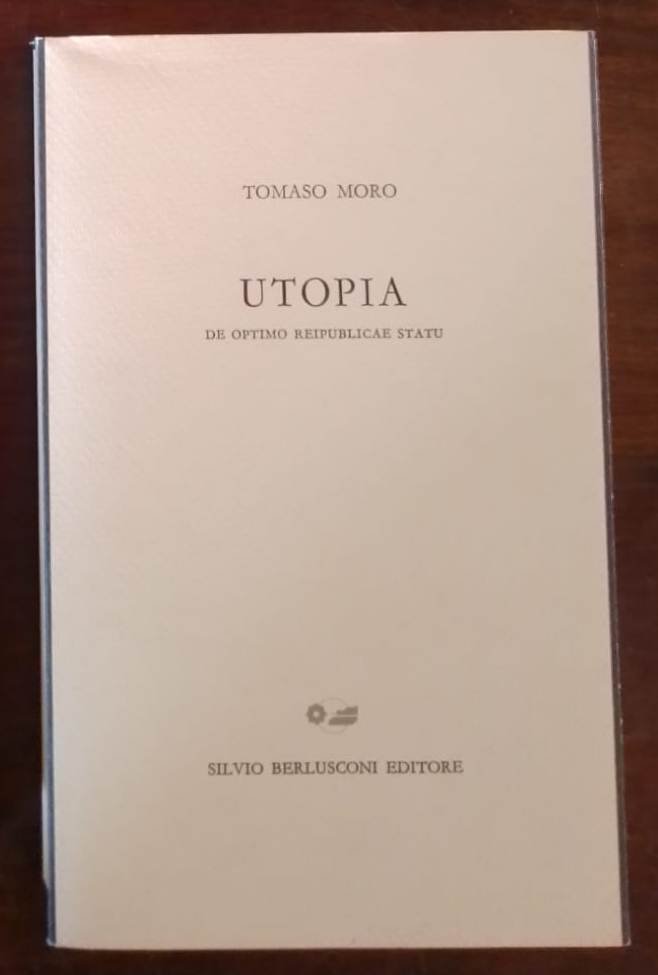 TOMASO MORO
UTOPIA
DE OPTIMO REIPUBLICAE STATU
SILVIO BERLUSCONI EDITORE